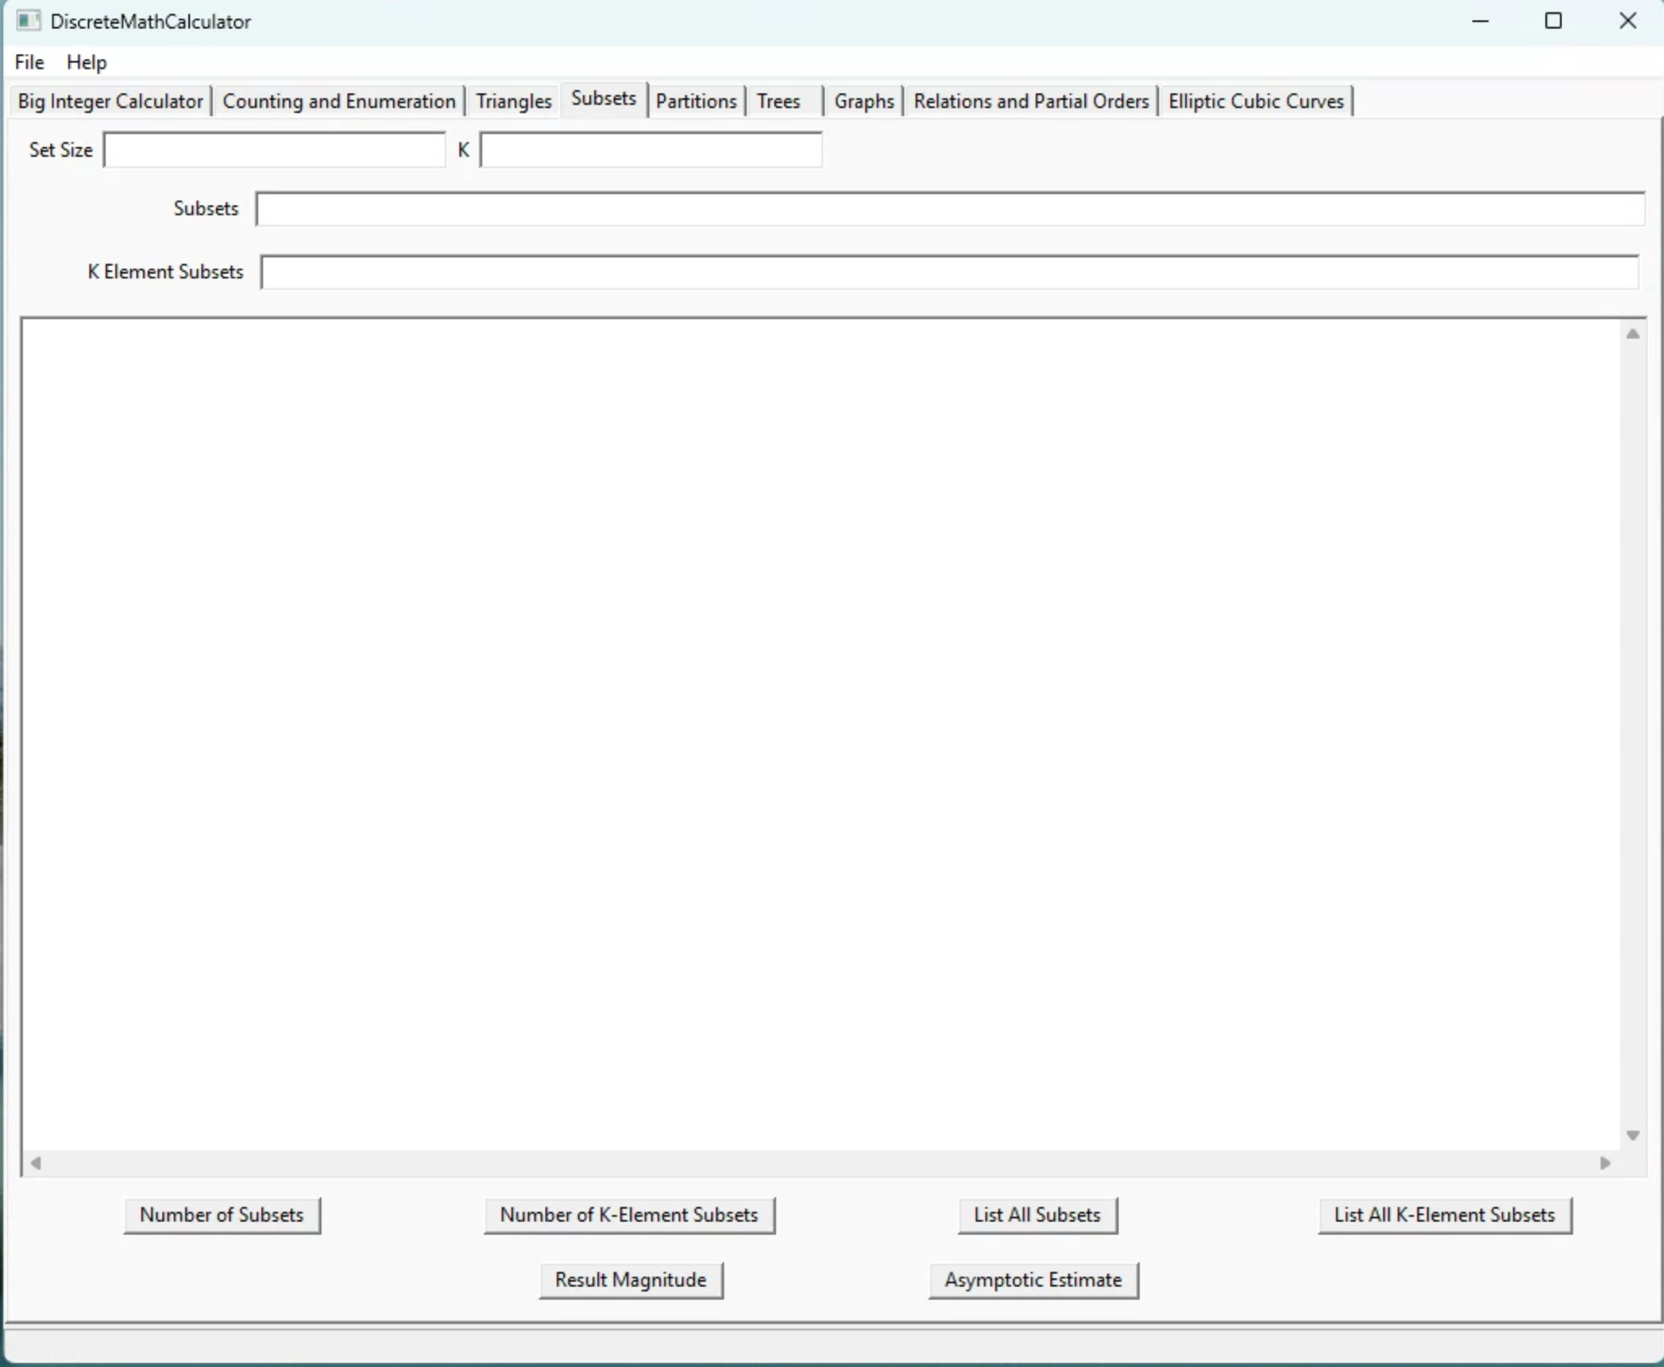 DiscreteMathCalculator
File Help
Big Integer Calculator Counting and Enumeration Triangles Subsets Partitions Trees Graphs Relations and Partial Orders Elliptic Cubic Curves
Set Size K
Subsets
K Element Subsets
Number of Subsets Number of K-Element Subsets List All Subsets List All K-Element Subsets
Result Magnitude Asymptotic Estimate